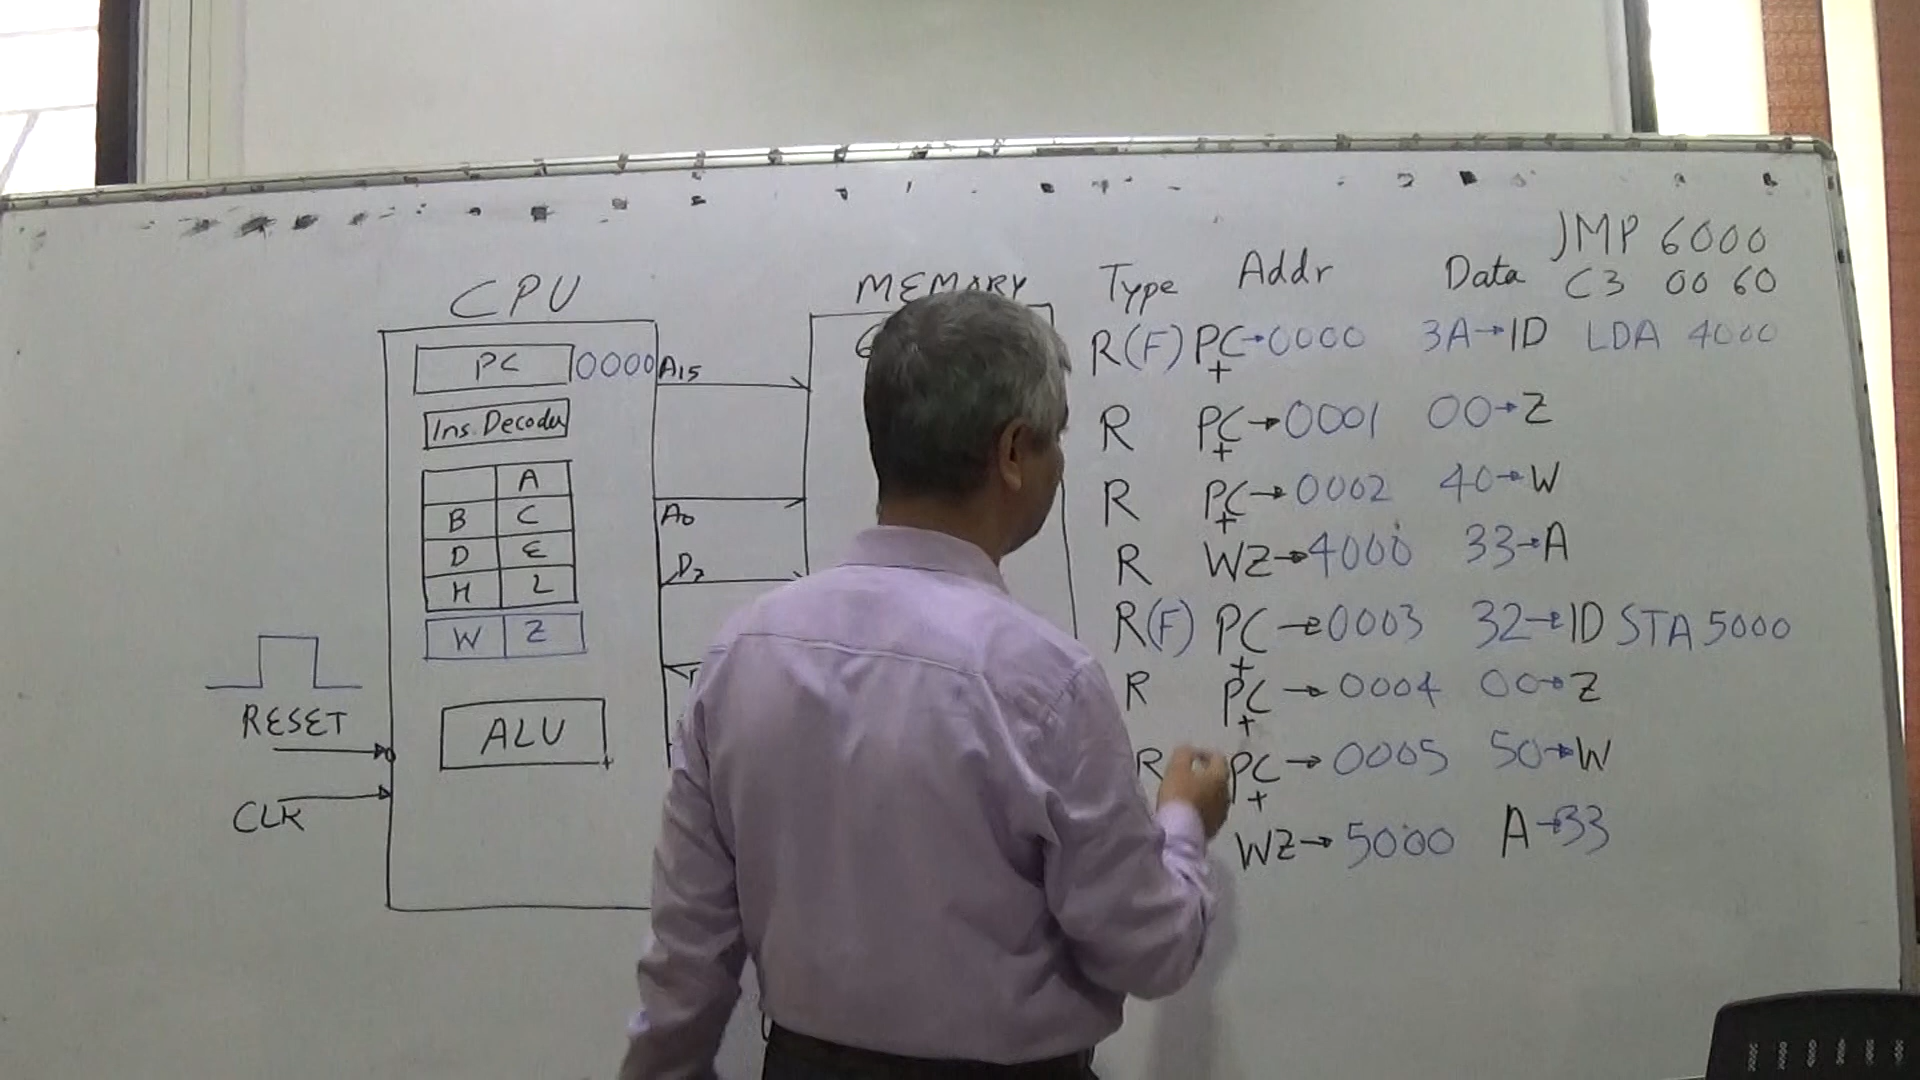 CPU
PC 0000
Ins. Decoder
A
B C
D E
H L
W Z
ALU
RESET
CLK
A15
A0
D7
MEMORY
JMP 6000
C3 00 60
Type Addr Data
R(F) PC→0000 3A→ID LDA 4000
+
R PC→0001 00→Z
+
R PC→0002 40→W
+
R WZ→4000 33→A
R(F) PC→0003 32→ID STA 5000
+
R PC→0004 00→Z
+
R PC→0005 50→W
+
WZ→5000 A→33